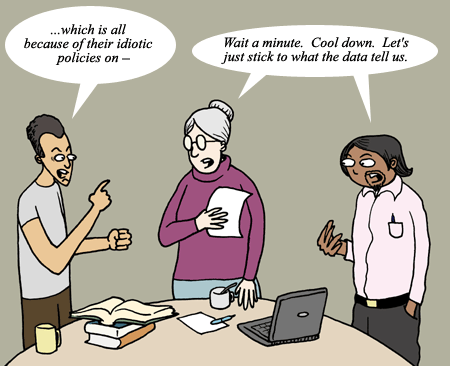 ...which is all
because of their idiotic
policies on –
Wait a minute. Cool down. Let's
just stick to what the data tell us.